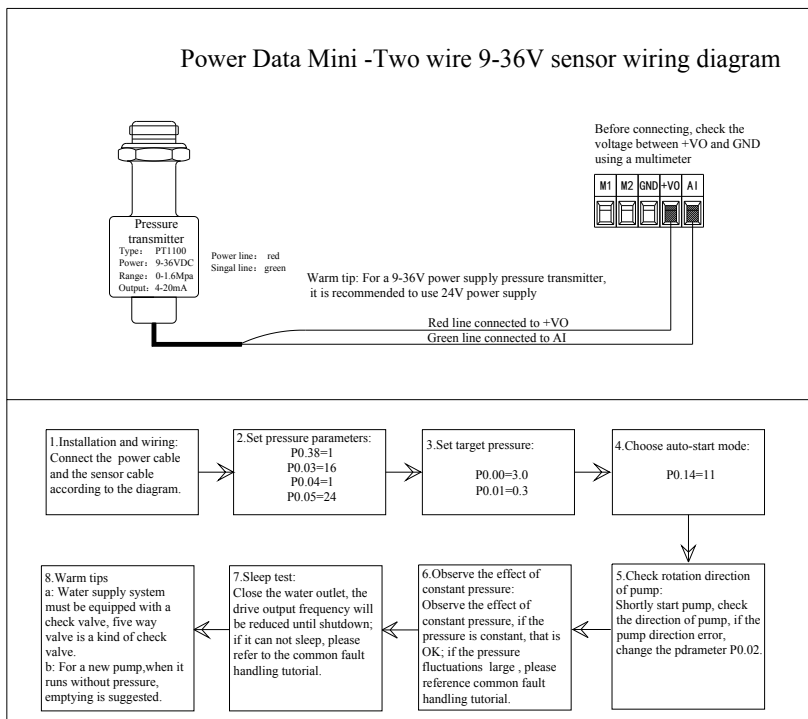 Power Data Mini -Two wire 9-36V sensor wiring diagram
Before connecting, check the
voltage between +VO and GND
using a multimeter
M1 M2 GND +VO AI
Pressure
transmitter
Type: PT1100
Power: 9-36VDC
Range: 0-1.6Mpa
Output: 4-20mA
Power line: red
Singal line: green
Warm tip: For a 9-36V power supply pressure transmitter,
it is recommended to use 24V power supply
Red line connected to +VO
Green line connected to AI
1.Installation and wiring:
Connect the power cable
and the sensor cable
according to the diagram.
2.Set pressure parameters:
P0.38=1
P0.03=16
P0.04=1
P0.05=24
3.Set target pressure:
P0.00=3.0
P0.01=0.3
4.Choose auto-start mode:
P0.14=11
5.Check rotation direction
of pump:
Shortly start pump, check
the direction of pump, if the
pump direction error,
change the pdrameter P0.02.
6.Observe the effect of
constant pressure:
Observe the effect of
constant pressure, if the
pressure is constant, that is
OK; if the pressure
fluctuations large , please
reference common fault
handling tutorial.
7.Sleep test:
Close the water outlet, the
drive output frequency will
be reduced until shutdown;
if it can not sleep, please
refer to the common fault
handling tutorial.
8.Warm tips
a: Water supply system
must be equipped with a
check valve, five way
valve is a kind of check
valve.
b: For a new pump,when it
runs without pressure,
emptying is suggested.